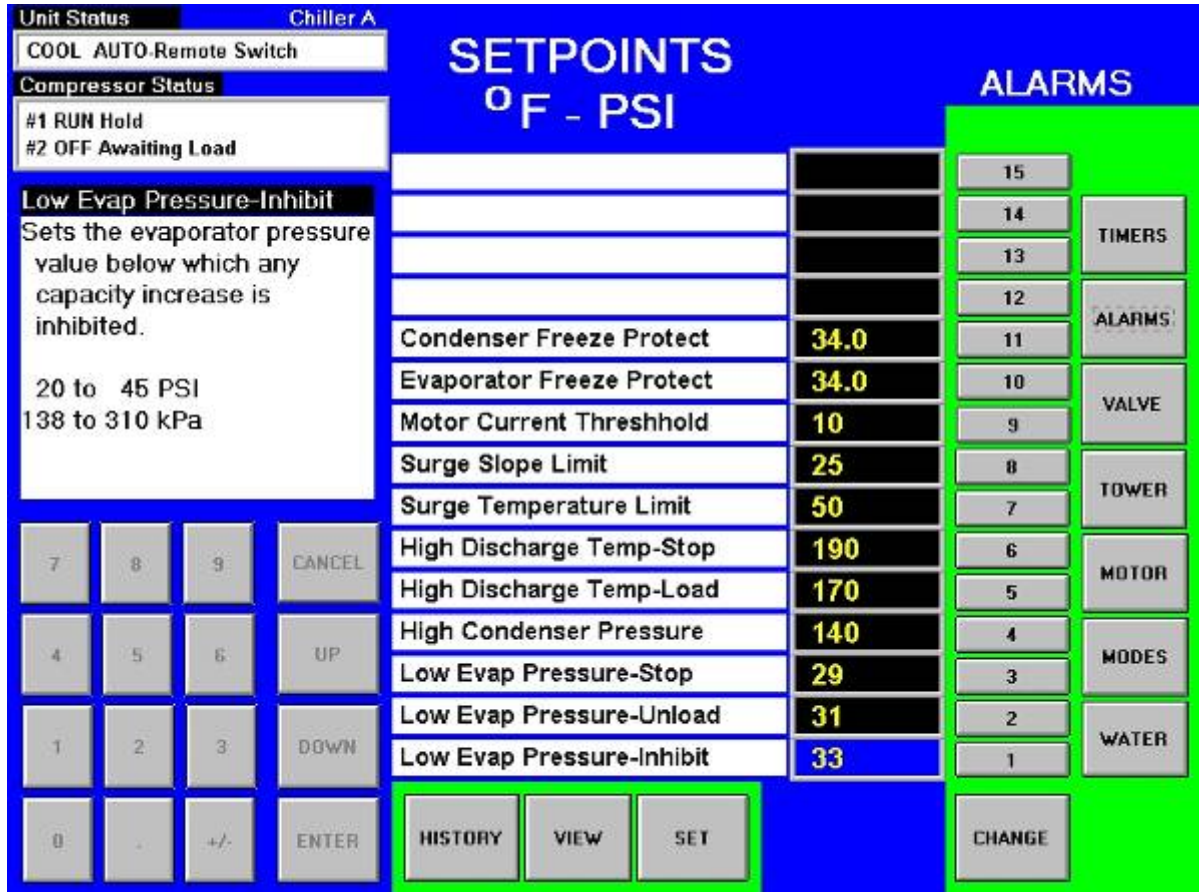 Unit Status Chiller A
COOL AUTO-Remote Switch
Compressor Status
#1 RUN Hold
#2 OFF Awaiting Load
Low Evap Pressure-Inhibit
Sets the evaporator pressure
value below which any
capacity increase is
inhibited.
20 to 45 PSI
138 to 310 kPa
7 8 9 CANCEL
4 5 6 UP
1 2 3 DOWN
0 . +/- ENTER
SETPOINTS
ºF - PSI
Condenser Freeze Protect 34.0
Evaporator Freeze Protect 34.0
Motor Current Threshhold 10
Surge Slope Limit 25
Surge Temperature Limit 50
High Discharge Temp-Stop 190
High Discharge Temp-Load 170
High Condenser Pressure 140
Low Evap Pressure-Stop 29
Low Evap Pressure-Unload 31
Low Evap Pressure-Inhibit 33
HISTORY VIEW SET
ALARMS
15
14
13
12
11
10
9
8
7
6
5
4
3
2
1
TIMERS
ALARMS
VALVE
TOWER
MOTOR
MODES
WATER
CHANGE